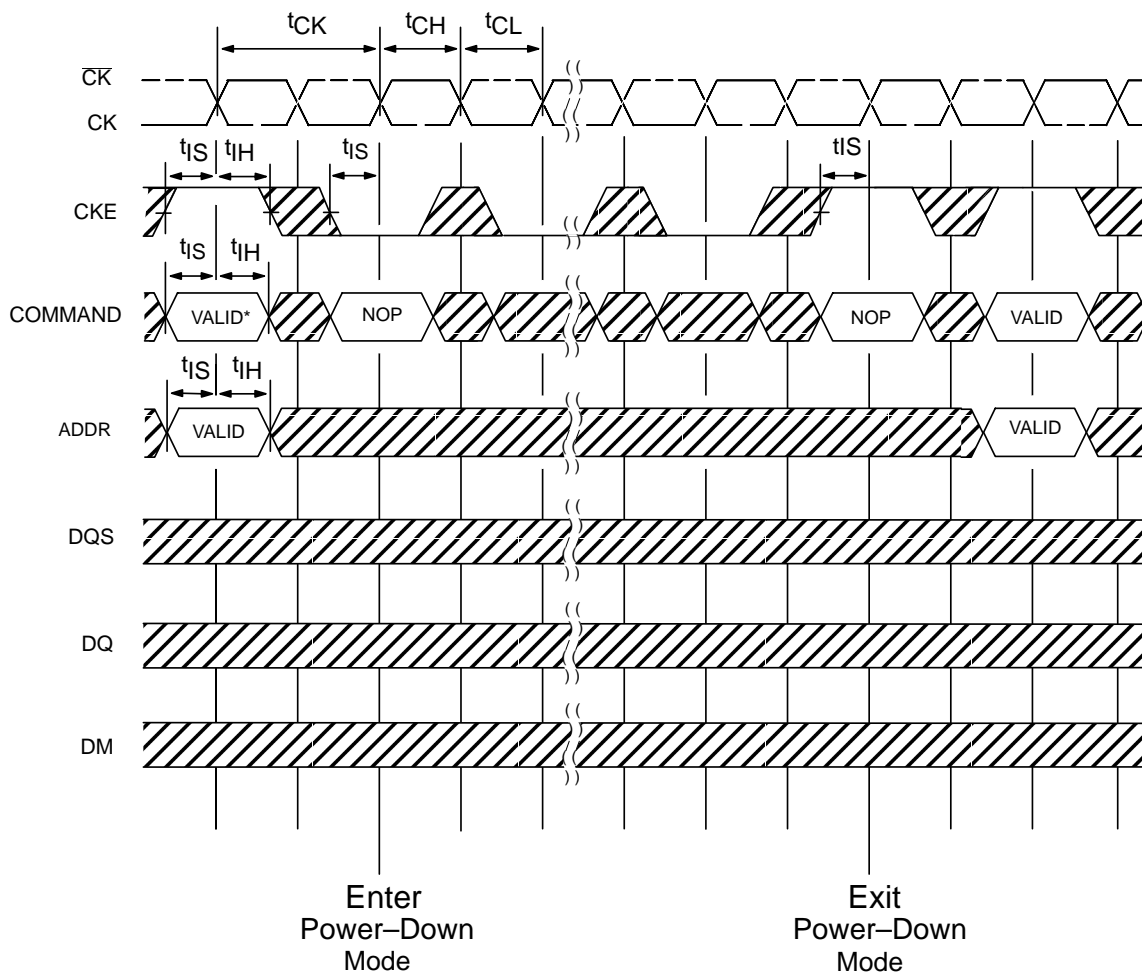 tCK tCH tCL
CK
CK
tIS tIH tIS tIS
CKE
tIS tIH
COMMAND VALID* NOP NOP VALID
tIS tIH
ADDR VALID VALID
DQS
DQ
DM
Enter Exit
Power–Down Power–Down
Mode Mode